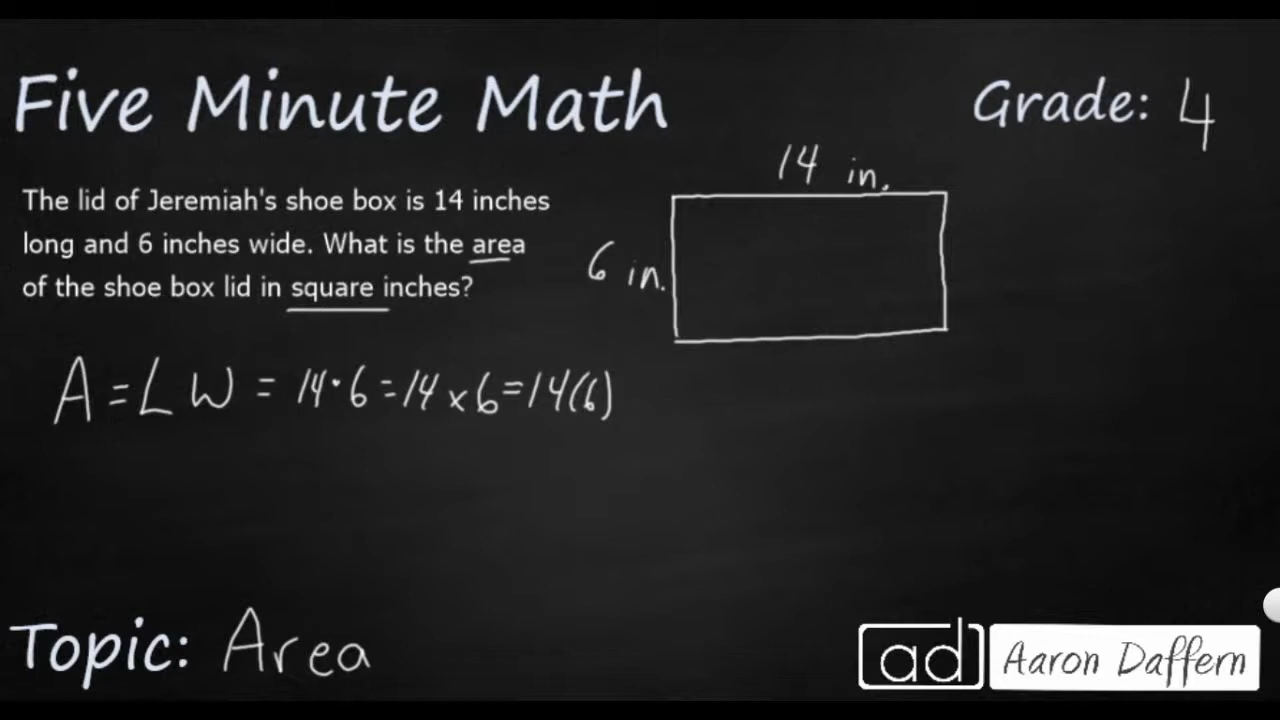 Five Minute Math
Grade: 4
The lid of Jeremiah's shoe box is 14 inches
long and 6 inches wide. What is the area
of the shoe box lid in square inches?
14 in.
6 in.
A = L W = 14 · 6 = 14 × 6 = 14(6)
Topic: Area
ad Aaron Daffern